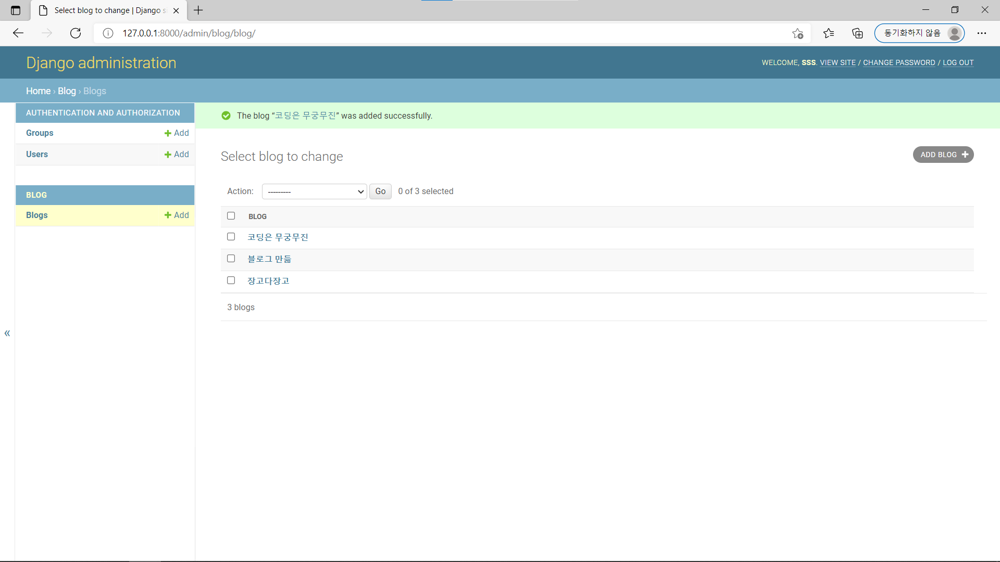 Select blog to change | Django s
127.0.0.1:8000/admin/blog/blog/
동기화하지 않음
Django administration
WELCOME, SSS. VIEW SITE / CHANGE PASSWORD / LOG OUT
Home › Blog › Blogs
AUTHENTICATION AND AUTHORIZATION
Groups
Add
Users
Add
BLOG
Blogs
Add
The blog “코딩은 무궁무진” was added successfully.
Select blog to change
ADD BLOG
Action:
---------
Go
0 of 3 selected
BLOG
코딩은 무궁무진
블로그 만듦
장고다장고
3 blogs
«